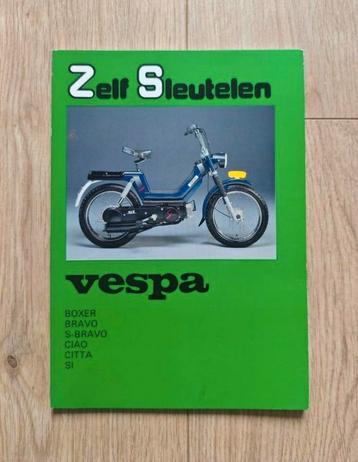 Zelf Sleutelen
vespa
BOXER
BRAVO
S-BRAVO
CIAO
CITTA
SI